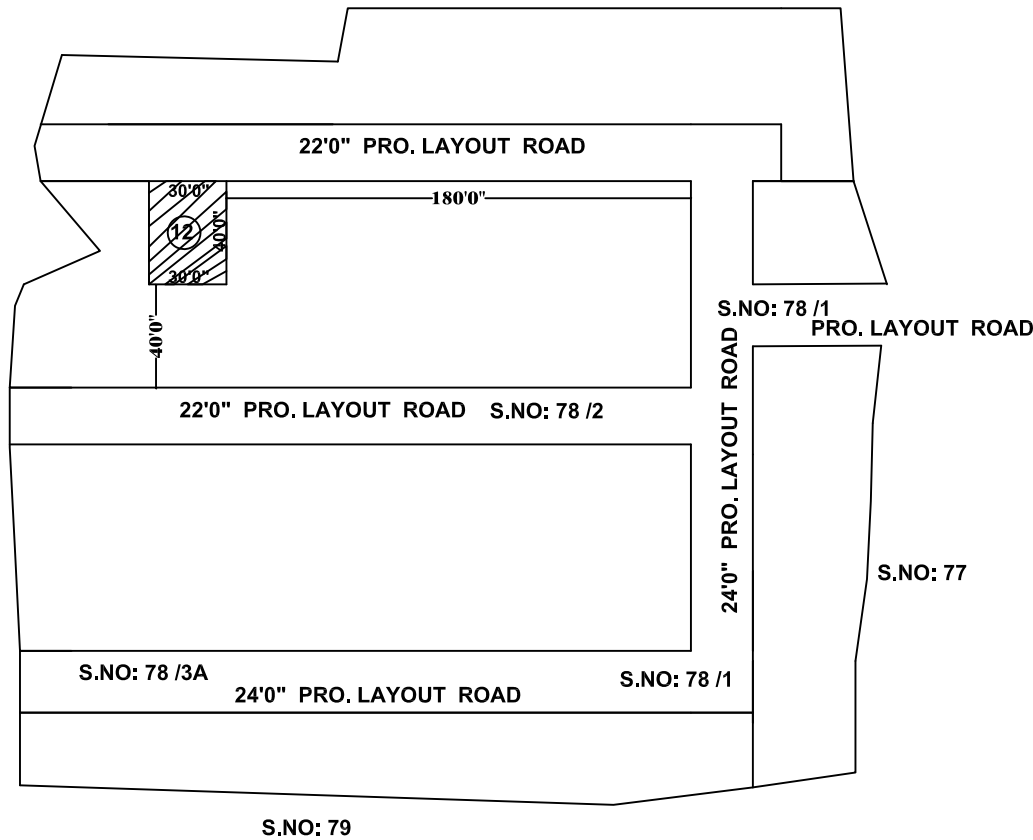 22'0" PRO. LAYOUT ROAD
30'0"
180'0"
12
40'0"
30'0"
S.NO: 78 /1
PRO. LAYOUT ROAD
40'0"
24'0" PRO. LAYOUT ROAD
22'0" PRO. LAYOUT ROAD S.NO: 78 /2
S.NO: 77
S.NO: 78 /3A
S.NO: 78 /1
24'0" PRO. LAYOUT ROAD
S.NO: 79